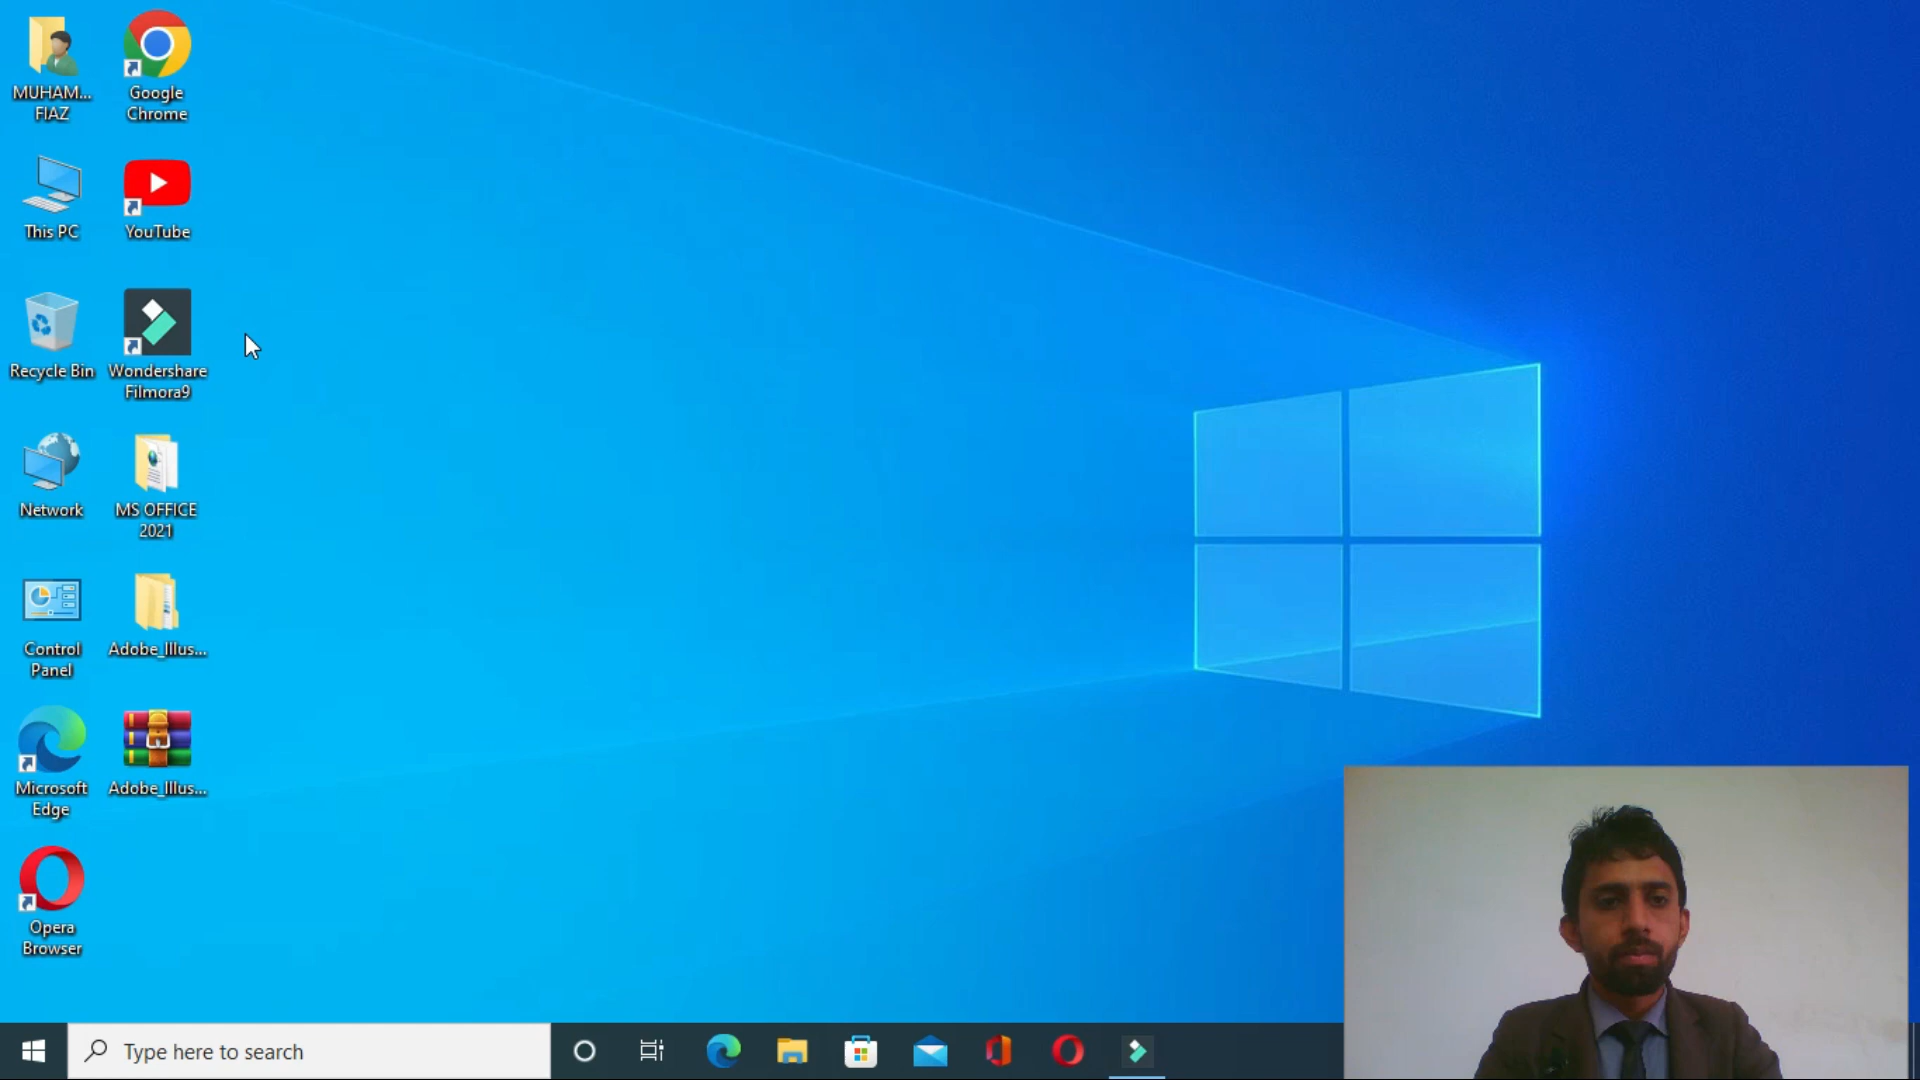 MUHAM...
FIAZ
Google
Chrome
This PC
YouTube
Recycle Bin
Wondershare
Filmora9
Network
MS OFFICE
2021
Control
Panel
Adobe_Illus...
Microsoft
Edge
Adobe_Illus...
Opera
Browser
Type here to search